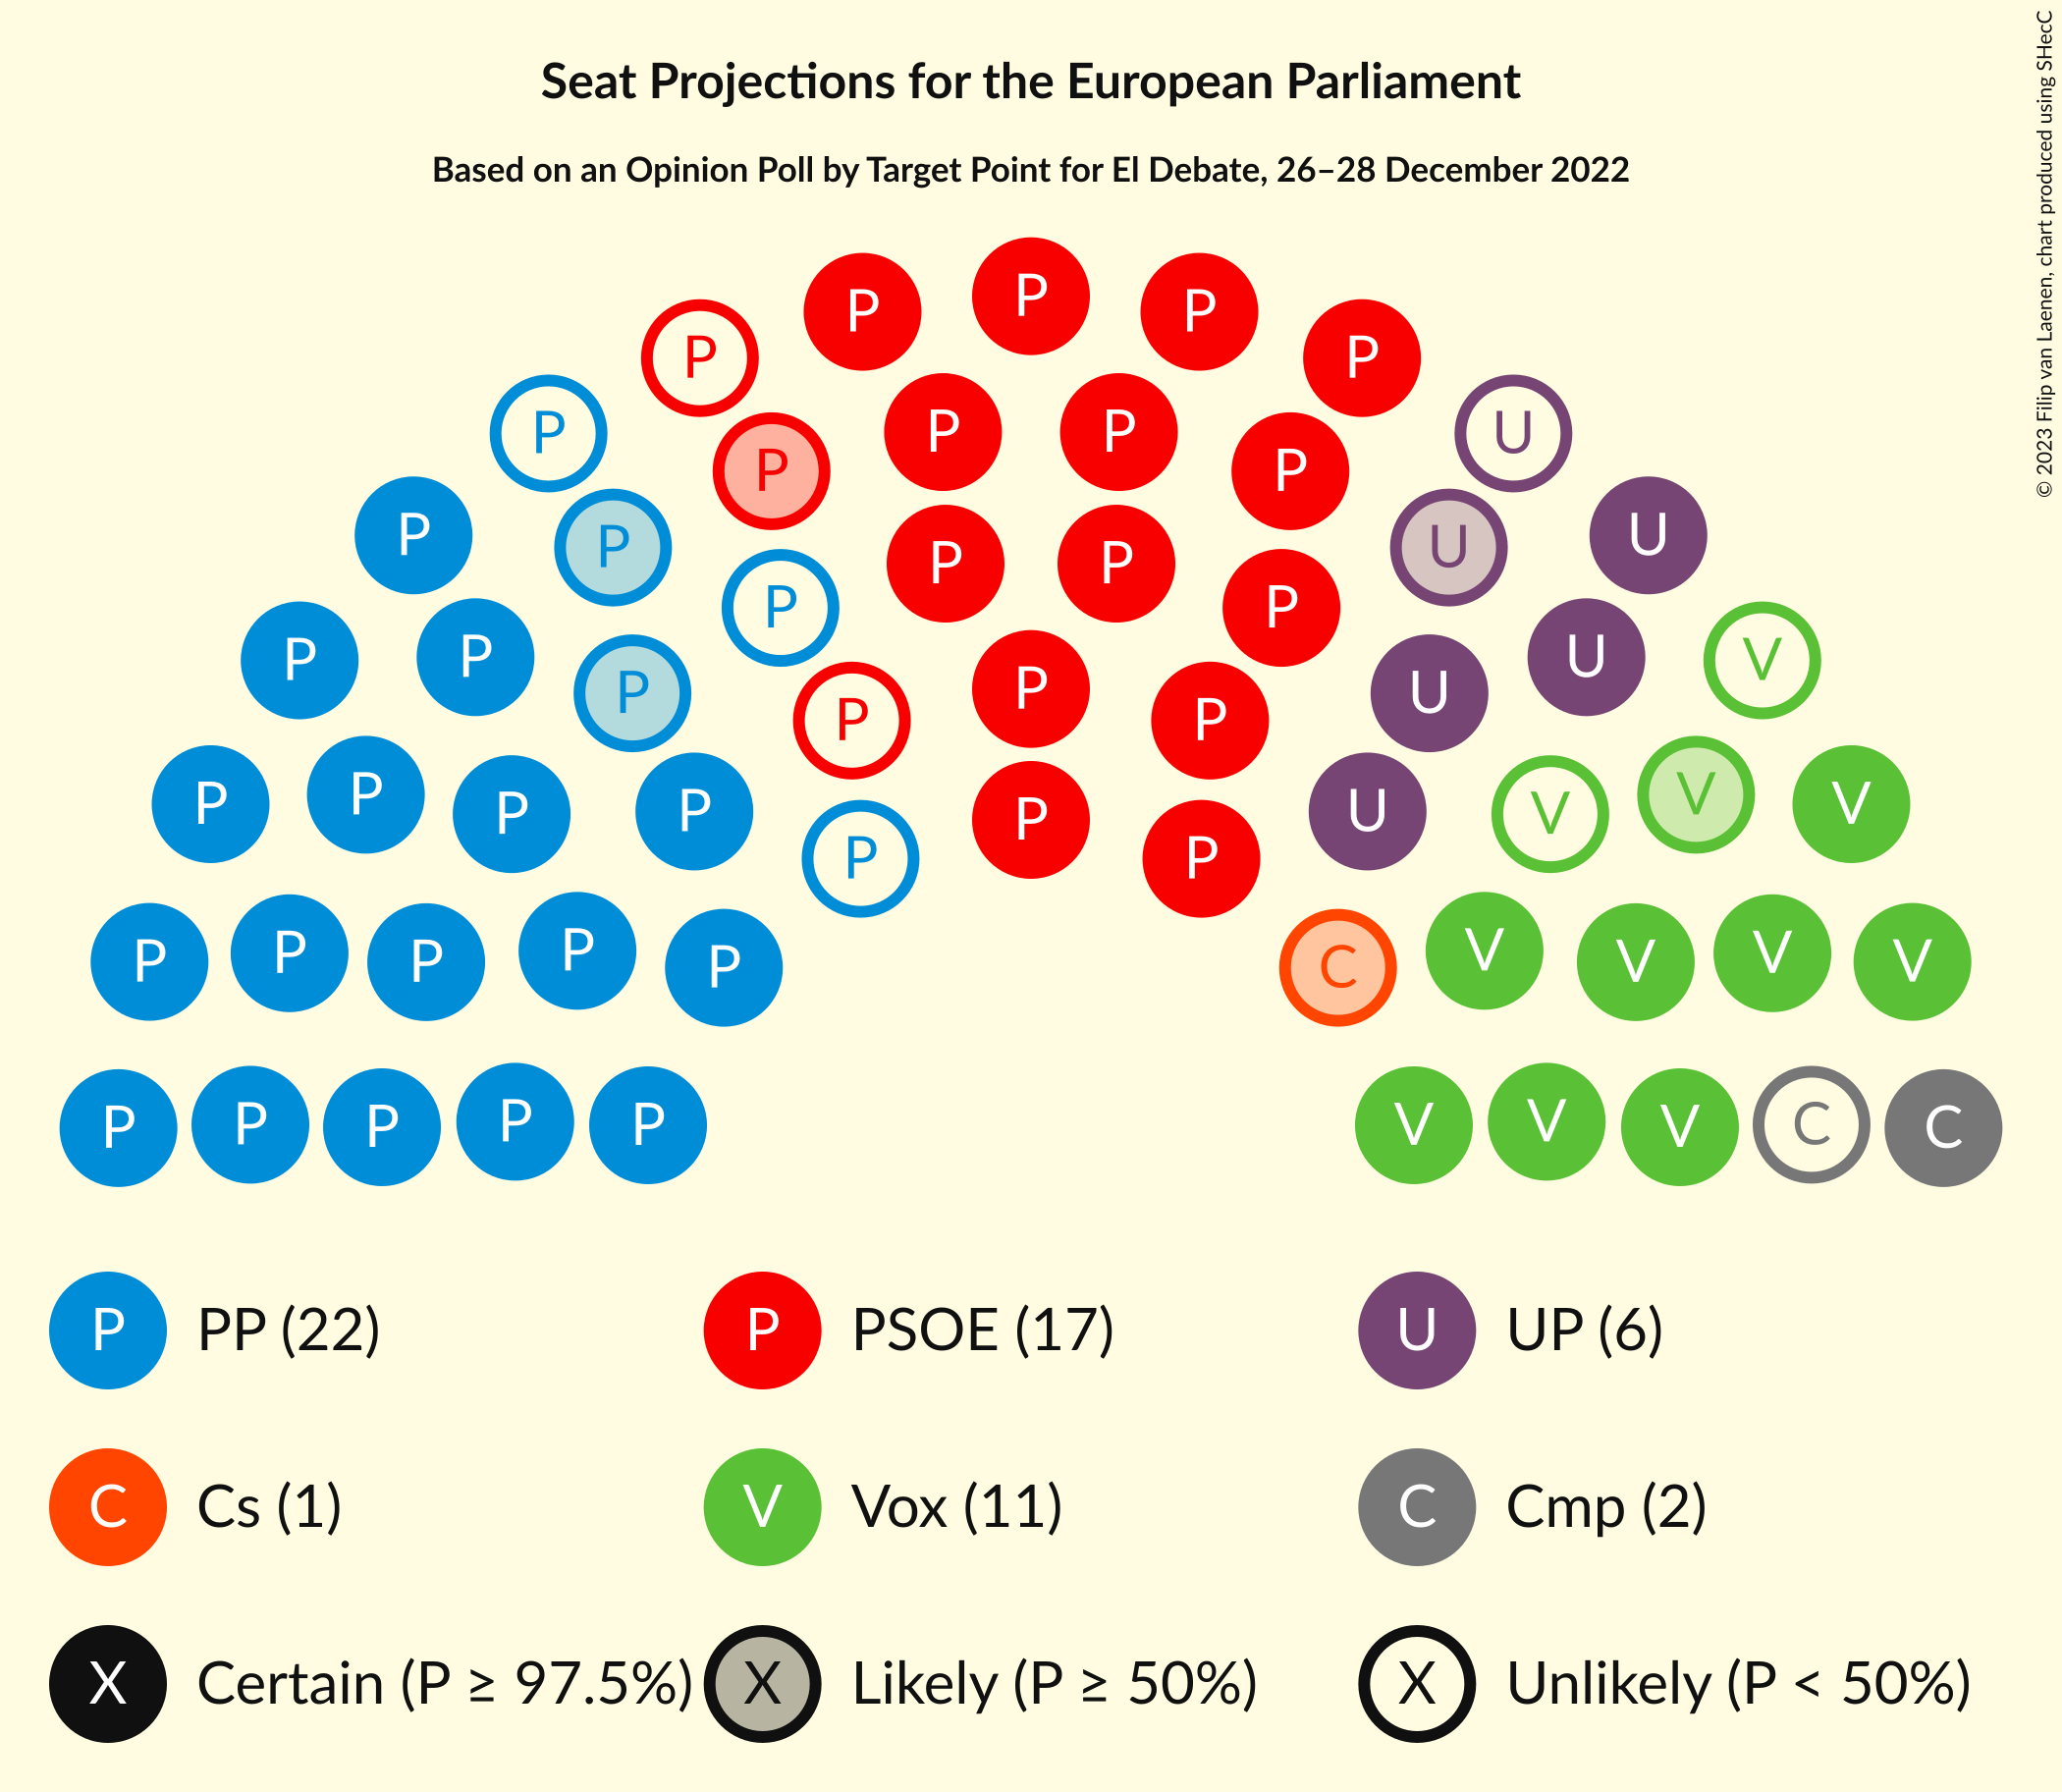 Seat Projections for the European Parliament
Based on an Opinion Poll by Target Point for El Debate, 26–28 December 2022
© 2023 Filip van Laenen, chart produced using SHecC
P
P P
P P
P P U
P P P
P P U U
P P U U
P P P
P P U V
P P U
P P P
P P P U V V
P P V V
P P P
P P V V
P P C V V V
P P P P P V V V C C
P PP (22) P PSOE (17) U UP (6)
C Cs (1) V Vox (11) C Cmp (2)
X Certain (P ≥ 97.5%) X Likely (P ≥ 50%) X Unlikely (P < 50%)